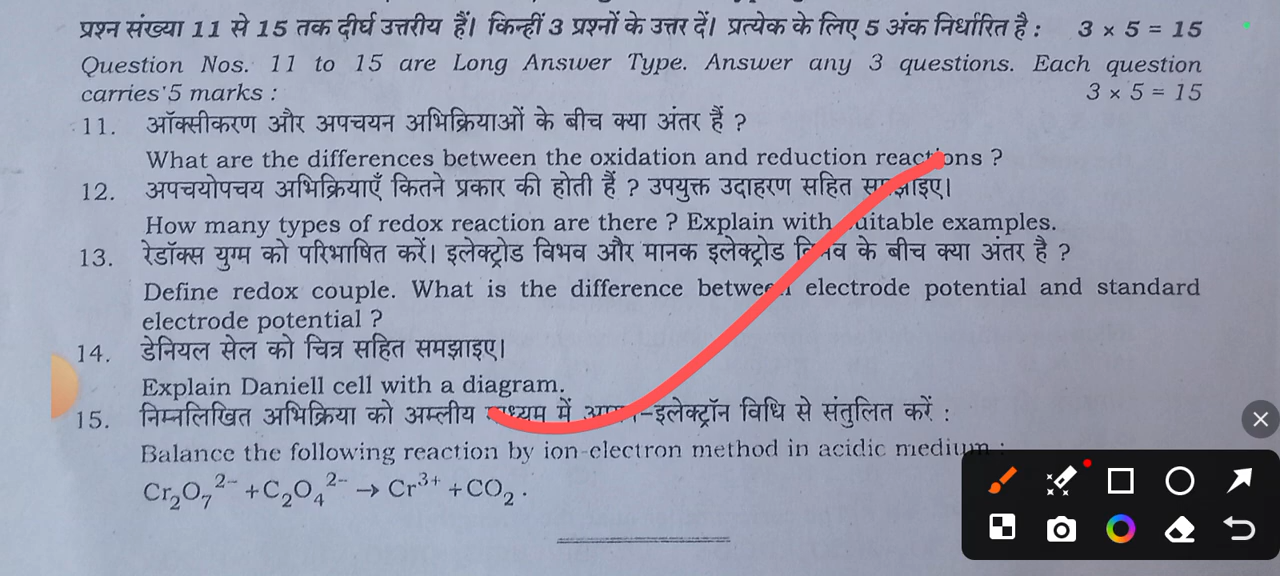 प्रश्न संख्या 11 से 15 तक दीर्घ उत्तरीय हैं। किन्हीं 3 प्रश्नों के उत्तर दें। प्रत्येक के लिए 5 अंक निर्धारित है : 3 × 5 = 15
Question Nos. 11 to 15 are Long Answer Type. Answer any 3 questions. Each question
carries 5 marks : 3 × 5 = 15
11. ऑक्सीकरण और अपचयन अभिक्रियाओं के बीच क्या अंतर हैं ?
What are the differences between the oxidation and reduction reactions ?
12. अपचयोपचय अभिक्रियाएँ कितने प्रकार की होती हैं ? उपयुक्त उदाहरण सहित समझाइए।
How many types of redox reaction are there ? Explain with suitable examples.
13. रेडॉक्स युग्म को परिभाषित करें। इलेक्ट्रोड विभव और मानक इलेक्ट्रोड विभव के बीच क्या अंतर है ?
Define redox couple. What is the difference between electrode potential and standard
electrode potential ?
14. डेनियल सेल को चित्र सहित समझाइए।
Explain Daniell cell with a diagram.
15. निम्नलिखित अभिक्रिया को अम्लीय माध्यम में -इलेक्ट्रॉन विधि से संतुलित करें :
Balance the following reaction by ion-electron method in acidic medium :
Cr₂O₇²⁻ + C₂O₄²⁻ → Cr³⁺ + CO₂ .